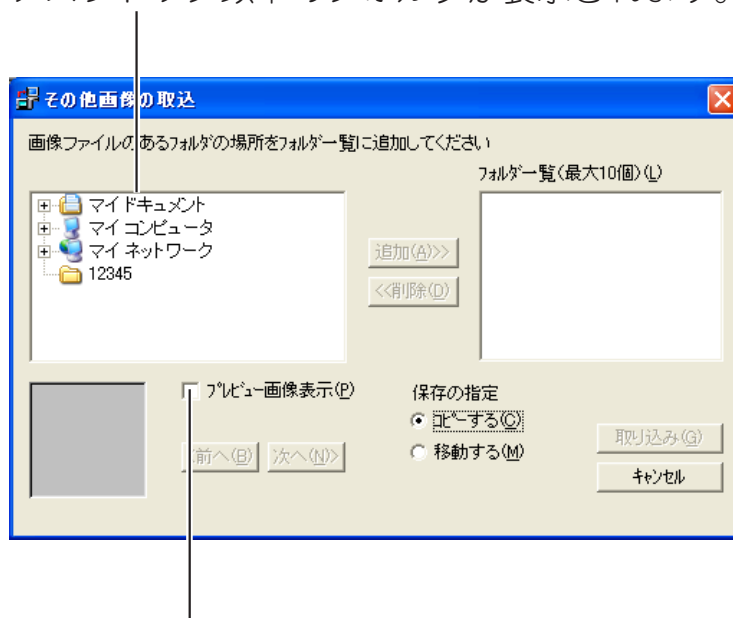 その他画像の取込
画像ファイルのあるフォルダの場所をフォルダ一覧に追加してください
フォルダ一覧(最大10個)(L)
マイ ドキュメント
マイ コンピュータ
マイ ネットワーク
12345
追加(A)>>
<<削除(D)
プレビュー画像表示(P)
保存の指定
コピーする(C)
移動する(M)
<前へ(B)
次へ(N)>
取り込み(G)
キャンセル